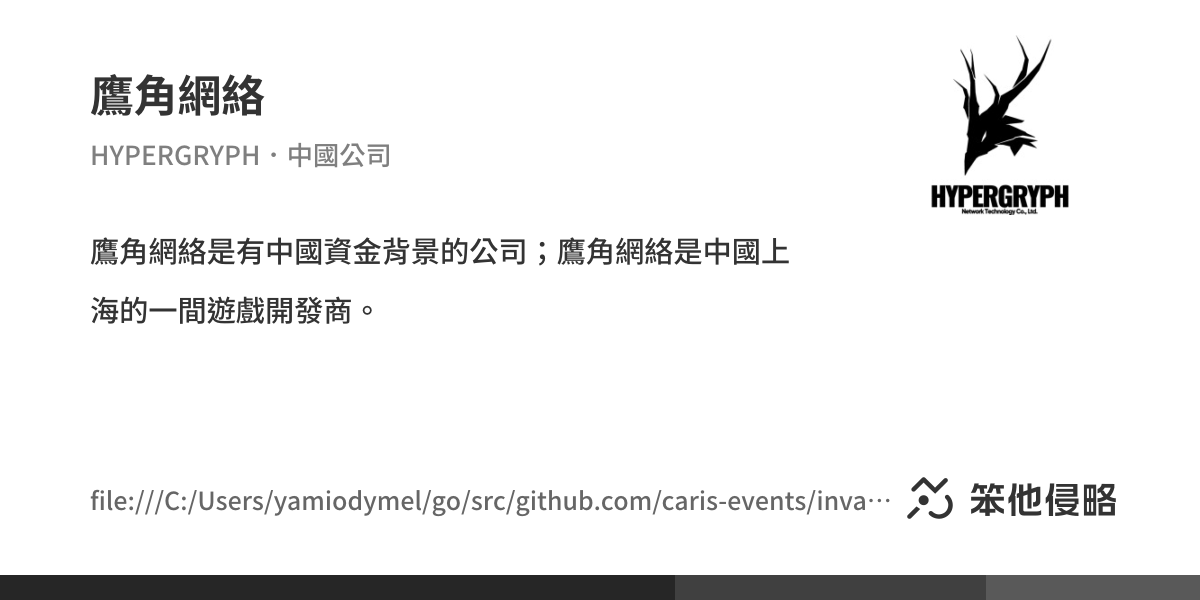 鷹角網絡
HYPERGRYPH・中國公司
HYPERGRYPH
Network Technology Co., Ltd.
鷹角網絡是有中國資金背景的公司；鷹角網絡是中國上
海的一間遊戲開發商。
file:///C:/Users/yamiodymel/go/src/github.com/caris-events/inva…
笨他侵略